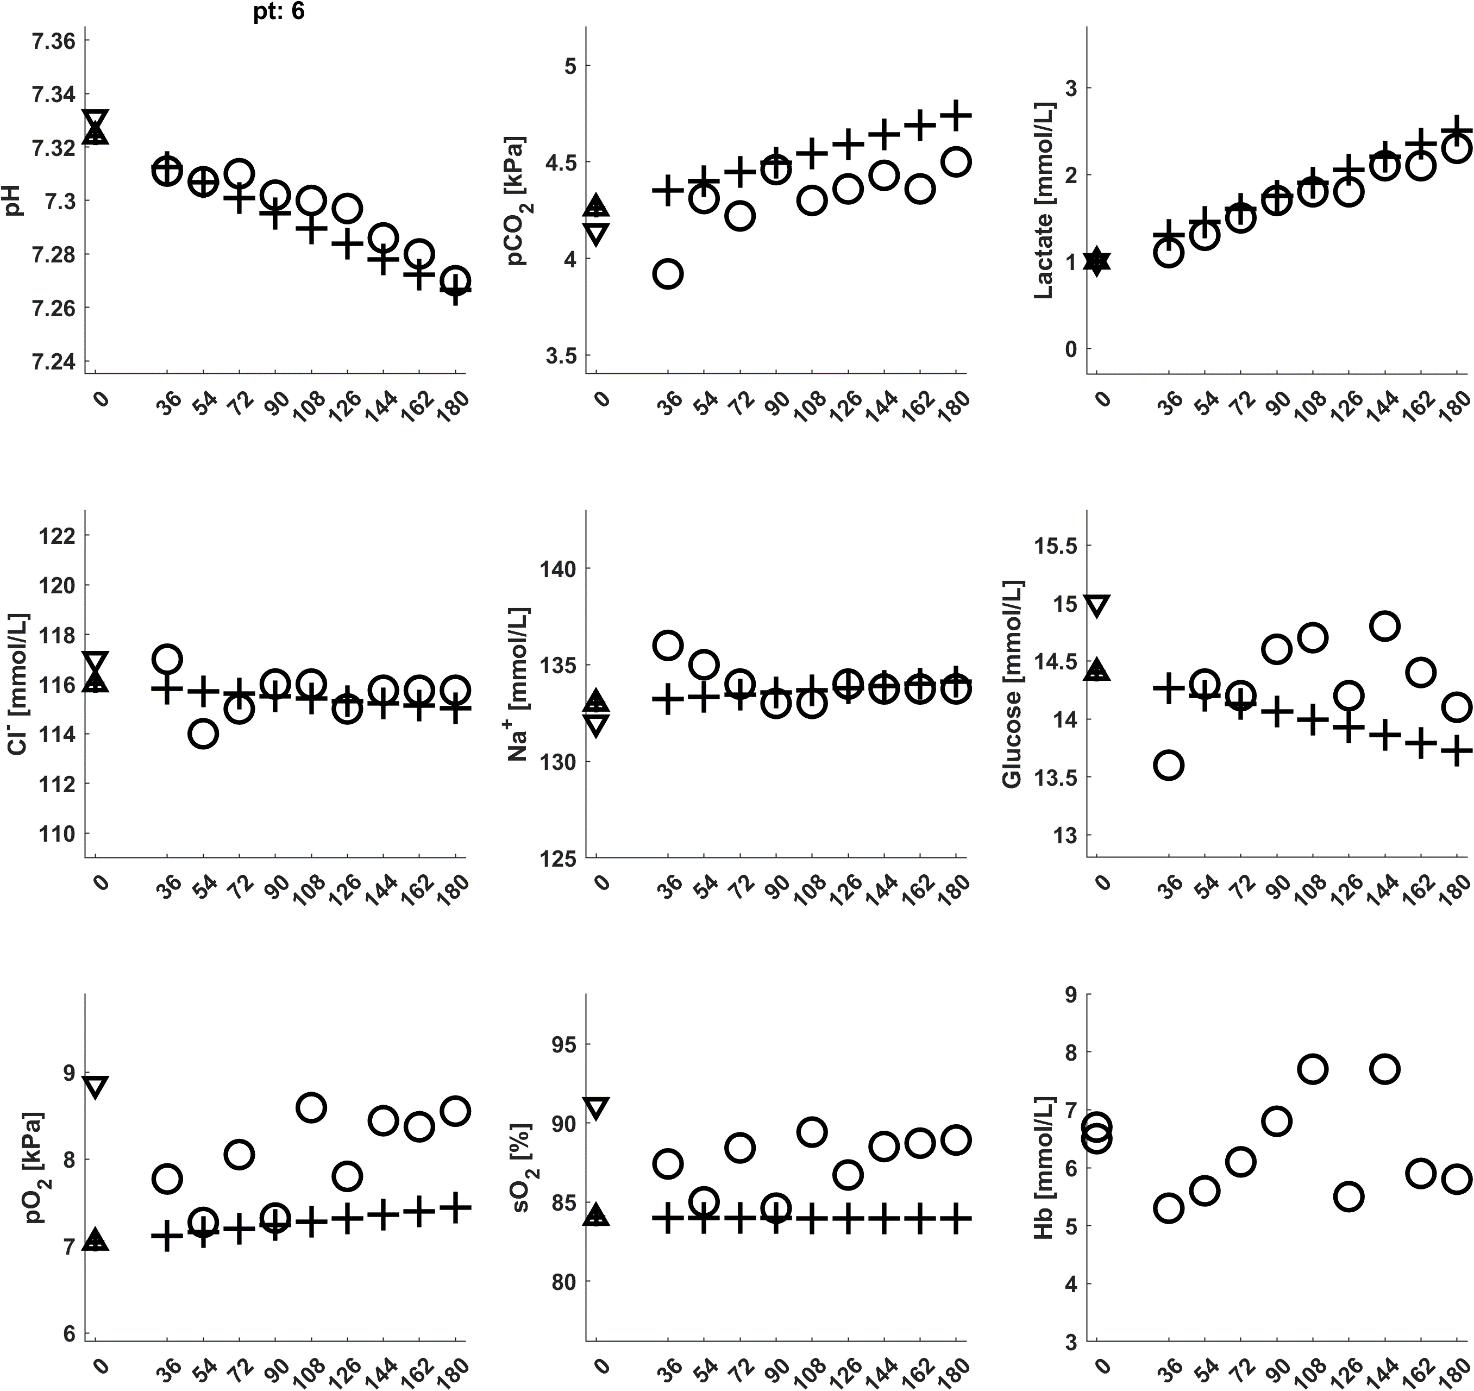 pt: 6
pH
7.36
7.34
7.32
7.3
7.28
7.26
7.24
0 36 54 72 90 108 126 144 162 180
pCO2 [kPa]
5
4.5
4
3.5
0 36 54 72 90 108 126 144 162 180
Lactate [mmol/L]
3
2
1
0
0 36 54 72 90 108 126 144 162 180
Cl- [mmol/L]
122
120
118
116
114
112
110
0 36 54 72 90 108 126 144 162 180
Na+ [mmol/L]
140
135
130
125
0 36 54 72 90 108 126 144 162 180
Glucose [mmol/L]
15.5
15
14.5
14
13.5
13
0 36 54 72 90 108 126 144 162 180
pO2 [kPa]
9
8
7
6
0 36 54 72 90 108 126 144 162 180
sO2 [%]
95
90
85
80
0 36 54 72 90 108 126 144 162 180
Hb [mmol/L]
9
8
7
6
5
4
3
0 36 54 72 90 108 126 144 162 180